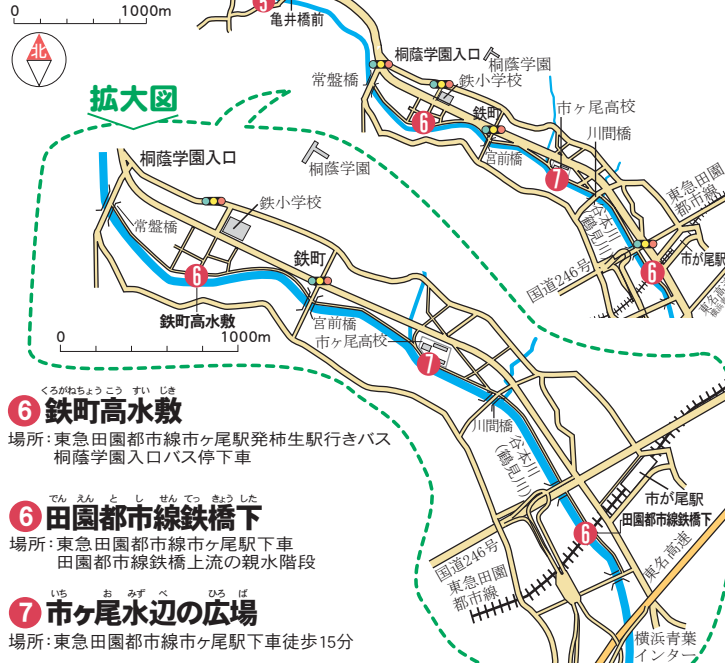 0 1000m
北
5
亀井橋前
桐蔭学園入口
桐蔭学園
常盤橋
鉄小学校
6
鉄町
市ヶ尾高校
宮前橋
川間橋
7
東急田園
都市線
谷本川
(鶴見川)
国道246号
6
市が尾駅
東名高速
拡大図
桐蔭学園入口
桐蔭学園
常盤橋
鉄小学校
6
鉄町
鉄町高水敷
宮前橋
市ヶ尾高校
7
0 1000m
川間橋
谷本川
(鶴見川)
市が尾駅
田園都市線鉄橋下
6
国道246号
東急田園
都市線
東名高速
横浜青葉
インター
くろがねちょうこう すい じき
6 鉄町高水敷
場所:東急田園都市線市ヶ尾駅発柿生駅行きバス
桐蔭学園入口バス停下車
でん えん と し せん てっ きょう した
6 田園都市線鉄橋下
場所:東急田園都市線市ヶ尾駅下車
田園都市線鉄橋上流の親水階段
いち お みず べ ひろ ば
7 市ヶ尾水辺の広場
場所:東急田園都市線市ヶ尾駅下車徒歩15分